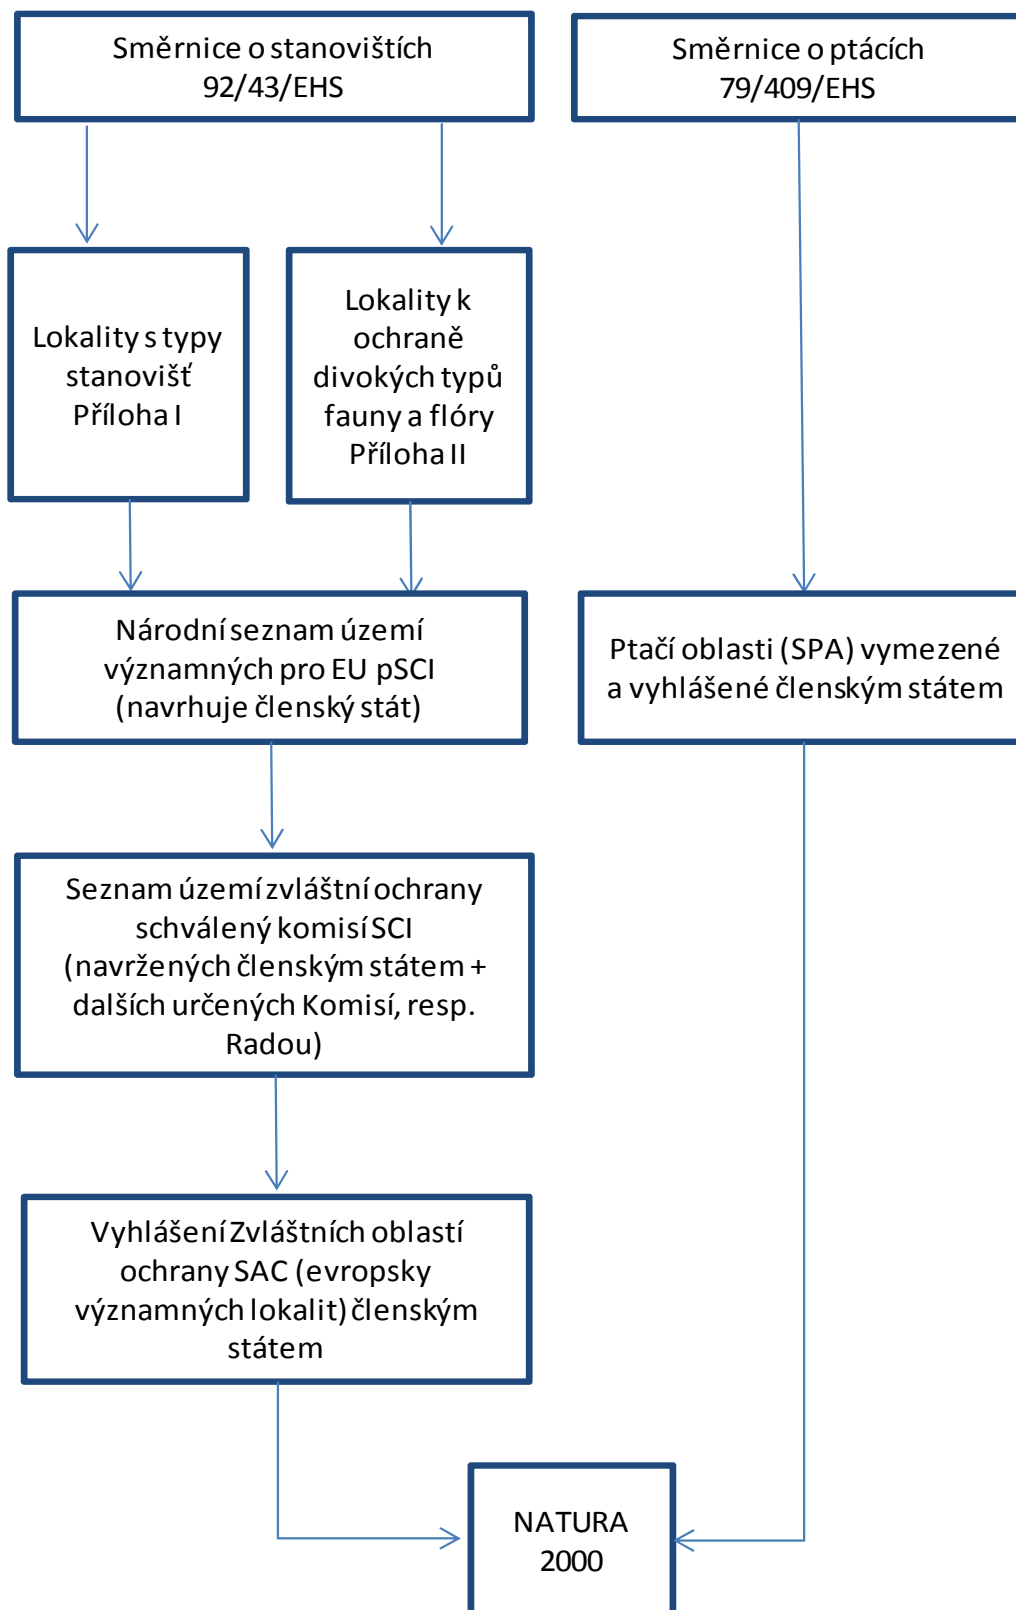 Směrnice o stanovištích
92/43/EHS
Směrnice o ptácích
79/409/EHS
Lokality s typy
stanovišť
Příloha I
Lokality k
ochraně
divokých typů
fauny a flóry
Příloha II
Národní seznam území
významných pro EU pSCI
(navrhuje členský stát)
Ptačí oblasti (SPA) vymezené
a vyhlášené členským státem
Seznam území zvláštní ochrany
schválený komisí SCI
(navržených členským státem +
dalších určených Komisí, resp.
Radou)
Vyhlášení Zvláštních oblastí
ochrany SAC (evropsky
významných lokalit) členským
státem
NATURA
2000